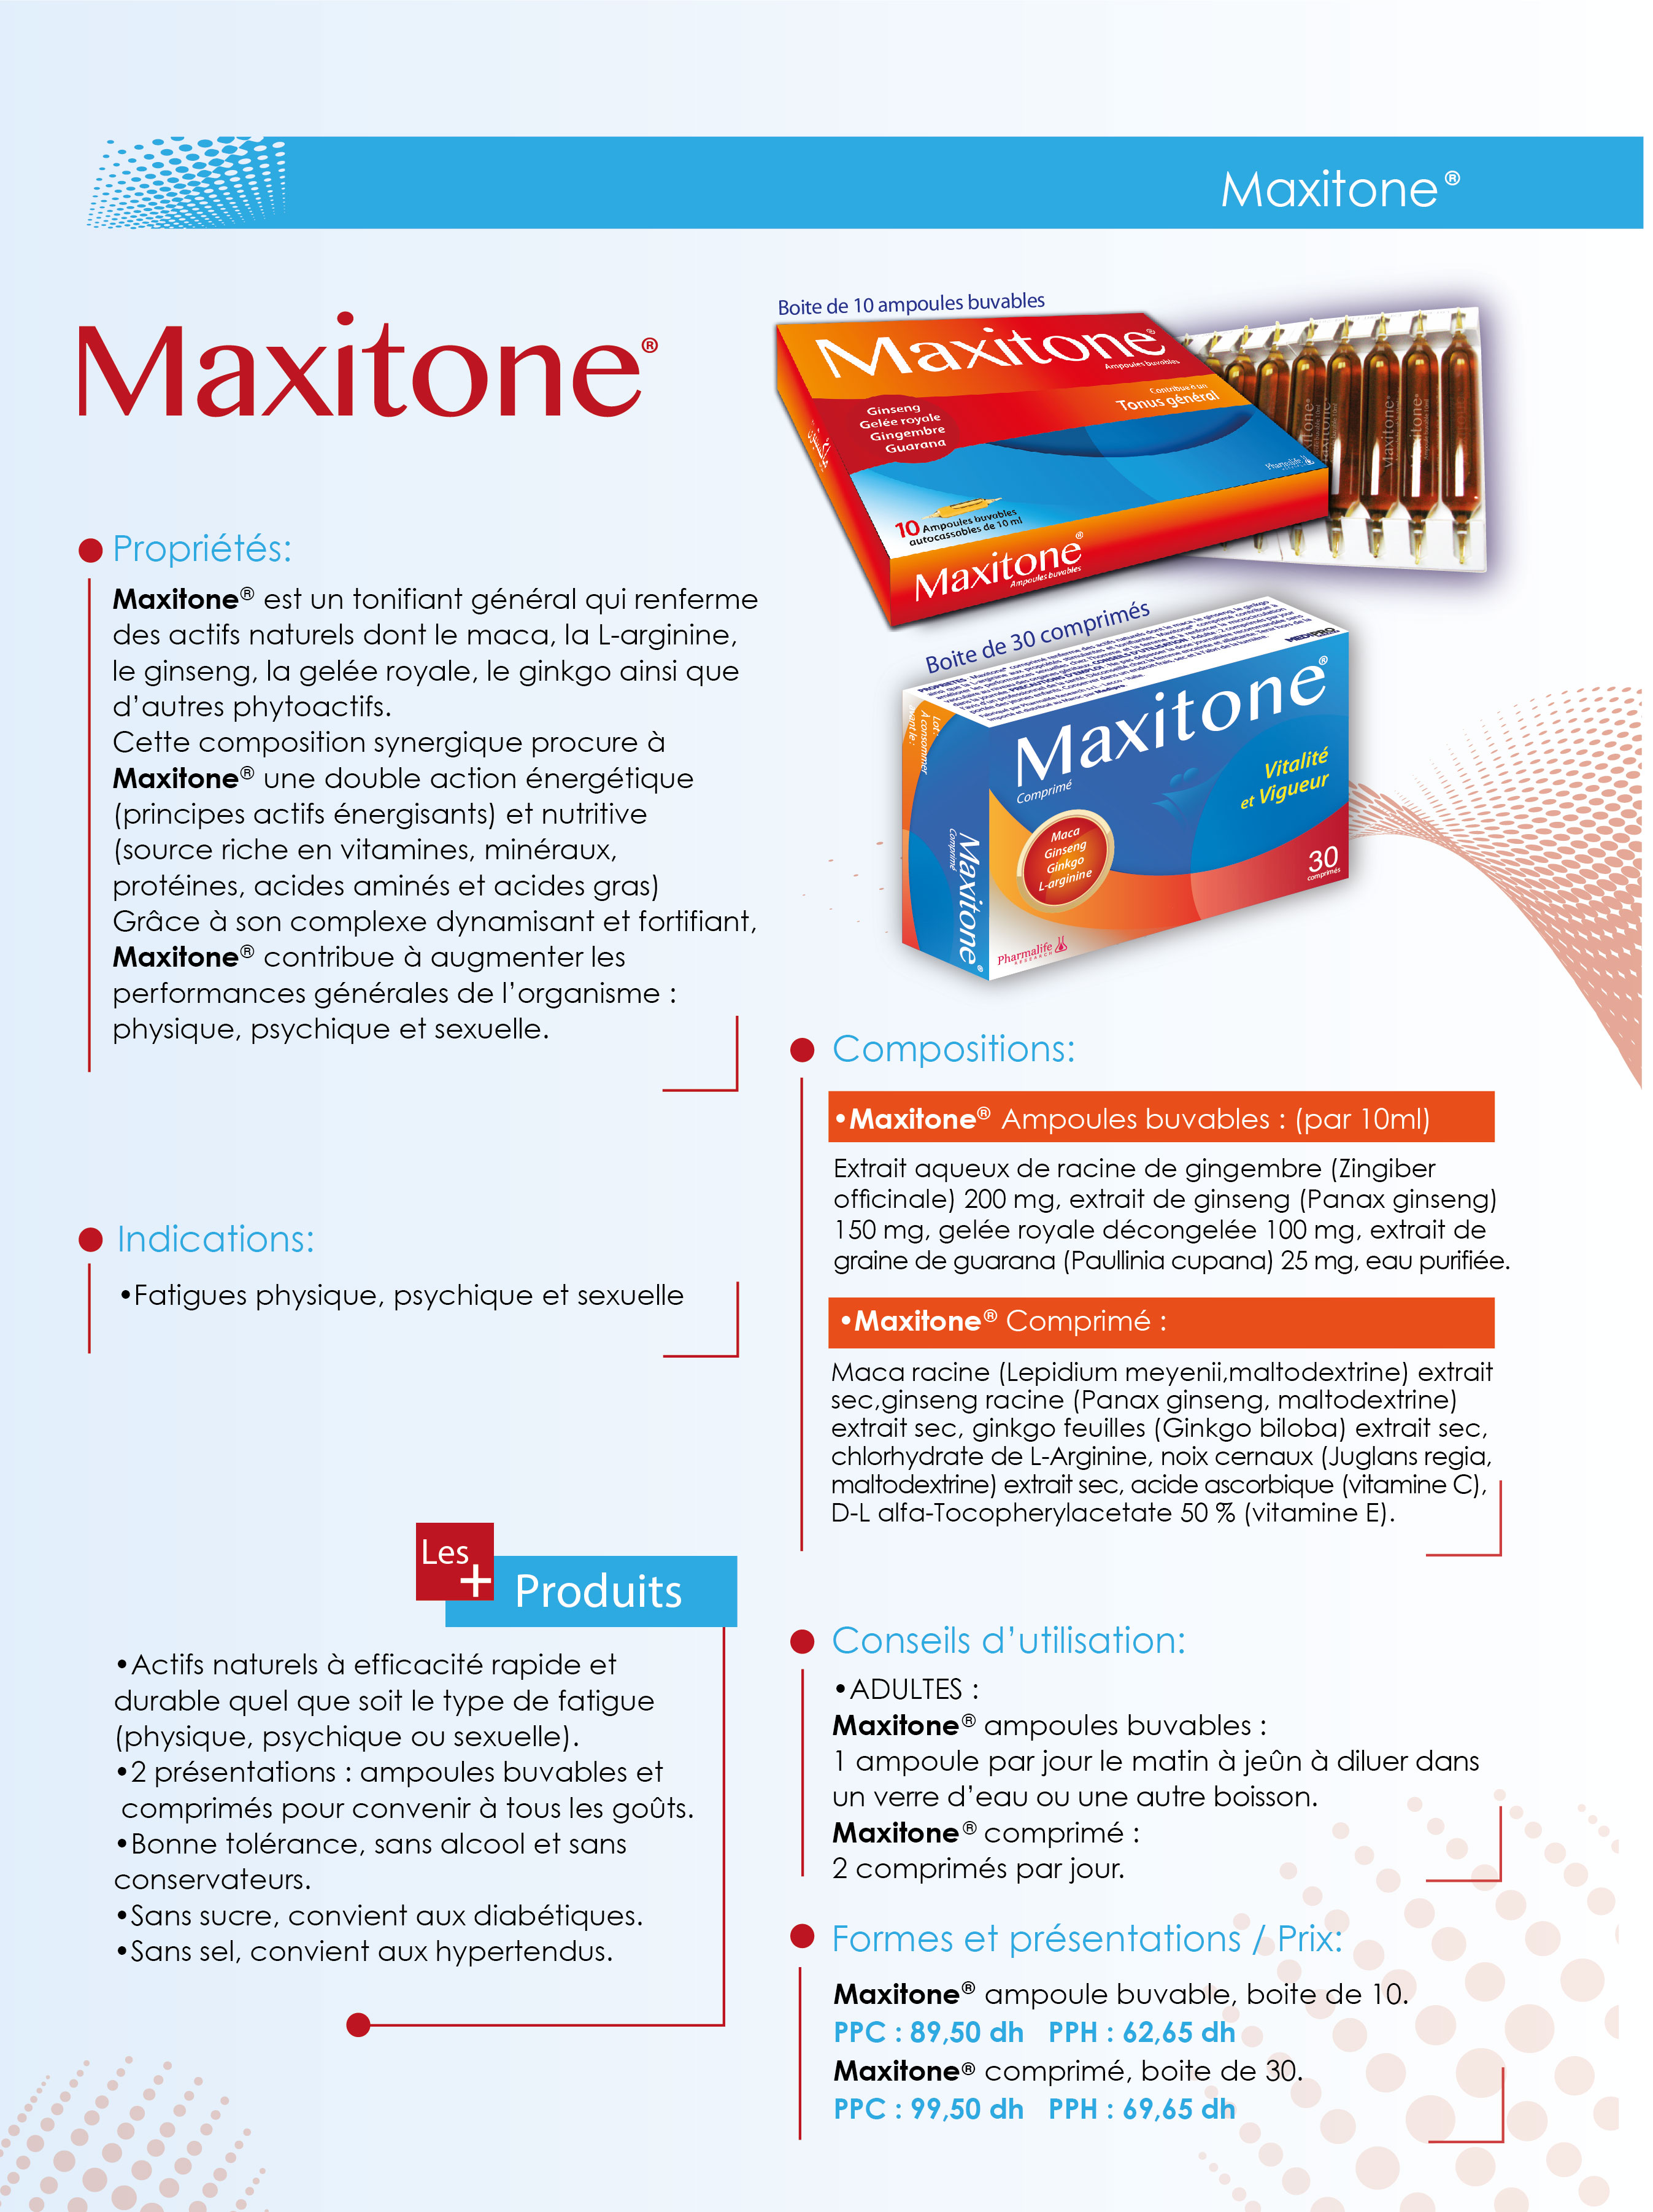 Maxitone®
Maxitone®
Boite de 10 ampoules buvables
Maxitone®
Ampoules buvables
Contribue à un
Tonus général
Ginseng
Gelée royale
Gingembre
Guarana
Pharmalife
10 Ampoules buvables
autocassables de 10 ml
Maxitone®
Ampoules buvables
Boite de 30 comprimés
MEDIPRO
Lot :
À consommer
avant le :
Maxitone®
Comprimé
Vitalité
et Vigueur
Maca
Ginseng
Ginkgo
L-arginine
30
comprimés
Pharmalife
RESEARCH
Maxitone®
Comprimé
Propriétés:
Maxitone® est un tonifiant général qui renferme
des actifs naturels dont le maca, la L-arginine,
le ginseng, la gelée royale, le ginkgo ainsi que
d’autres phytoactifs.
Cette composition synergique procure à
Maxitone® une double action énergétique
(principes actifs énergisants) et nutritive
(source riche en vitamines, minéraux,
protéines, acides aminés et acides gras)
Grâce à son complexe dynamisant et fortifiant,
Maxitone® contribue à augmenter les
performances générales de l’organisme :
physique, psychique et sexuelle.
Indications:
•Fatigues physique, psychique et sexuelle
Les +
Produits
•Actifs naturels à efficacité rapide et
durable quel que soit le type de fatigue
(physique, psychique ou sexuelle).
•2 présentations : ampoules buvables et
comprimés pour convenir à tous les goûts.
•Bonne tolérance, sans alcool et sans
conservateurs.
•Sans sucre, convient aux diabétiques.
•Sans sel, convient aux hypertendus.
Compositions:
•Maxitone® Ampoules buvables : (par 10ml)
Extrait aqueux de racine de gingembre (Zingiber
officinale) 200 mg, extrait de ginseng (Panax ginseng)
150 mg, gelée royale décongelée 100 mg, extrait de
graine de guarana (Paullinia cupana) 25 mg, eau purifiée.
•Maxitone® Comprimé :
Maca racine (Lepidium meyenii,maltodextrine) extrait
sec,ginseng racine (Panax ginseng, maltodextrine)
extrait sec, ginkgo feuilles (Ginkgo biloba) extrait sec,
chlorhydrate de L-Arginine, noix cernaux (Juglans regia,
maltodextrine) extrait sec, acide ascorbique (vitamine C),
D-L alfa-Tocopherylacetate 50 % (vitamine E).
Conseils d’utilisation:
•ADULTES :
Maxitone® ampoules buvables :
1 ampoule par jour le matin à jeûn à diluer dans
un verre d’eau ou une autre boisson.
Maxitone® comprimé :
2 comprimés par jour.
Formes et présentations / Prix:
Maxitone® ampoule buvable, boite de 10.
PPC : 89,50 dh PPH : 62,65 dh
Maxitone® comprimé, boite de 30.
PPC : 99,50 dh PPH : 69,65 dh